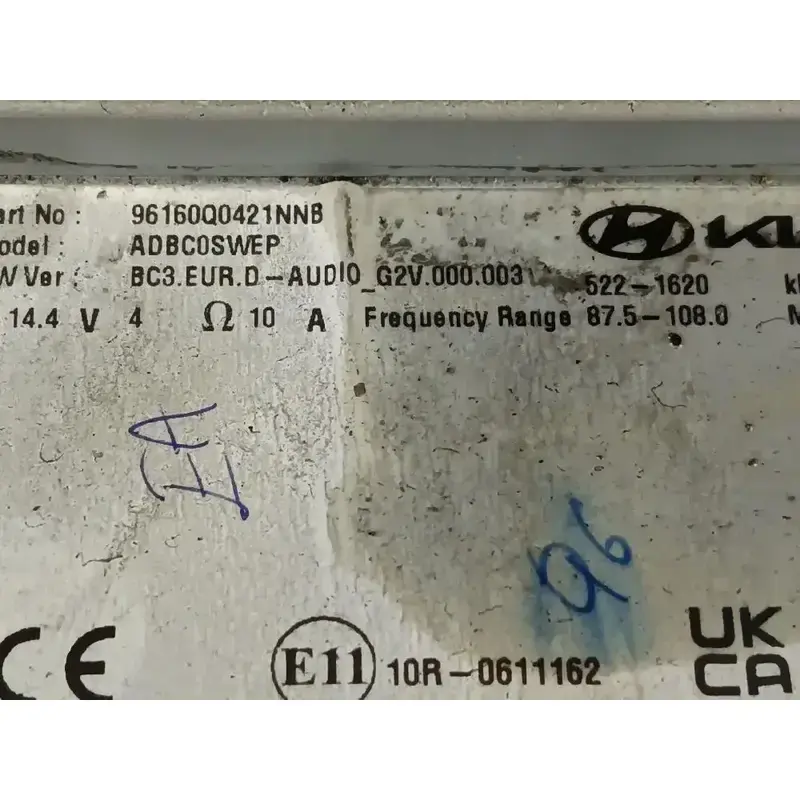 art No : 96160Q0421NNB
odel : ADBC0SWEP
W Ver : BC3.EUR.D-AUDIO_G2V.000.003 522-1620 k
14.4 V 4 Ω 10 A Frequency Range 87.5-108.0 M
IA
96
CE E11 10R-0611162 UK
CA